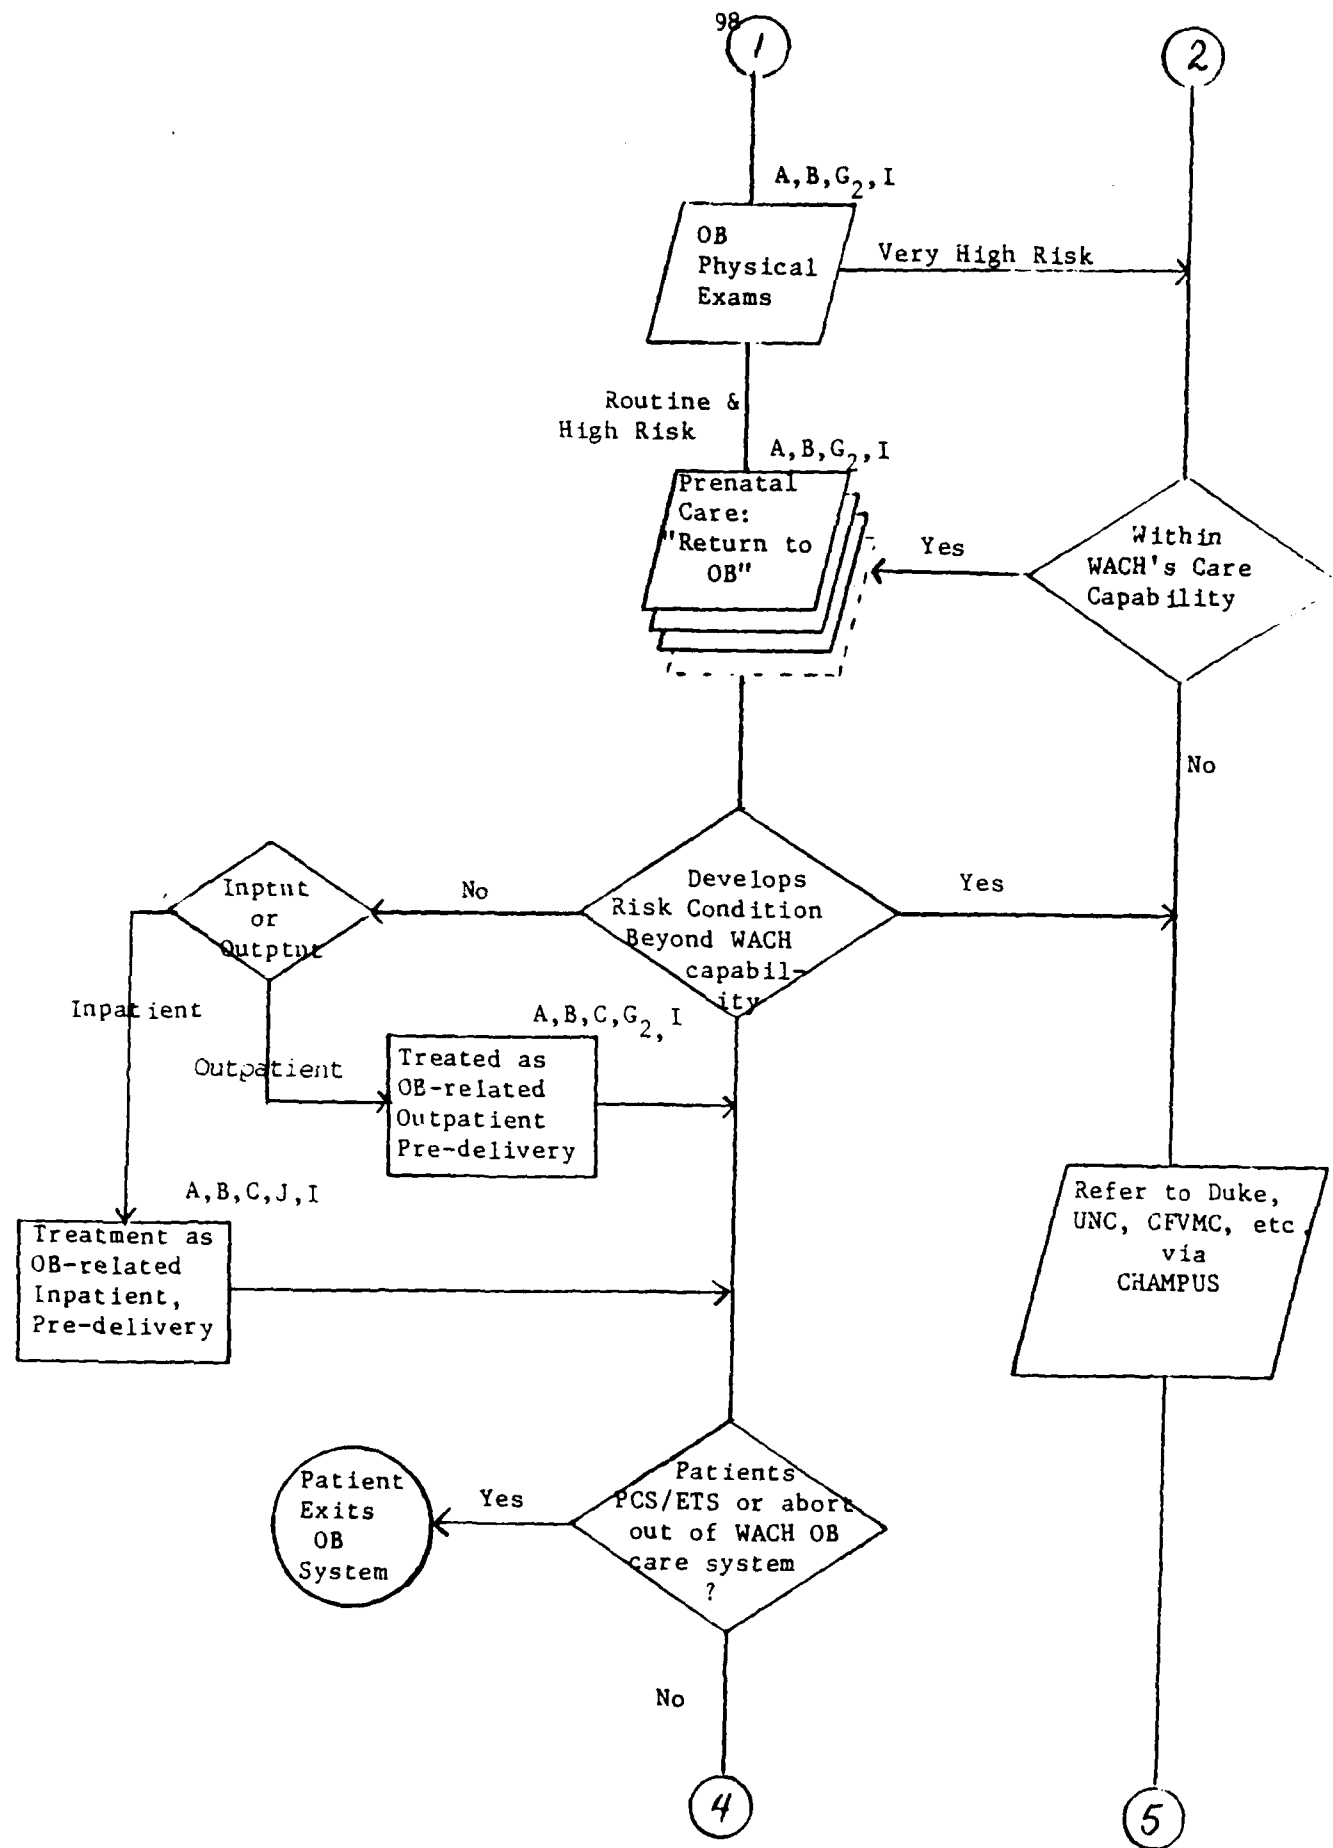 98
1
2
A,B,G2,I
OB
Physical
Exams
Very High Risk
Routine &
High Risk
A,B,G2,I
Prenatal
Care:
"Return to
OB"
Yes
Within
WACH's Care
Capability
No
Inptnt
or
Outptnt
No
Develops
Risk Condition
Beyond WACH
capabil-
ity
Yes
Inpatient
Outpatient
A,B,C,G2,I
Treated as
OB-related
Outpatient
Pre-delivery
A,B,C,J,I
Treatment as
OB-related
Inpatient,
Pre-delivery
Refer to Duke,
UNC, CFVMC, etc.
via
CHAMPUS
Patient
Exits
OB
System
Yes
Patients
PCS/ETS or abort
out of WACH OB
care system
?
No
4
5